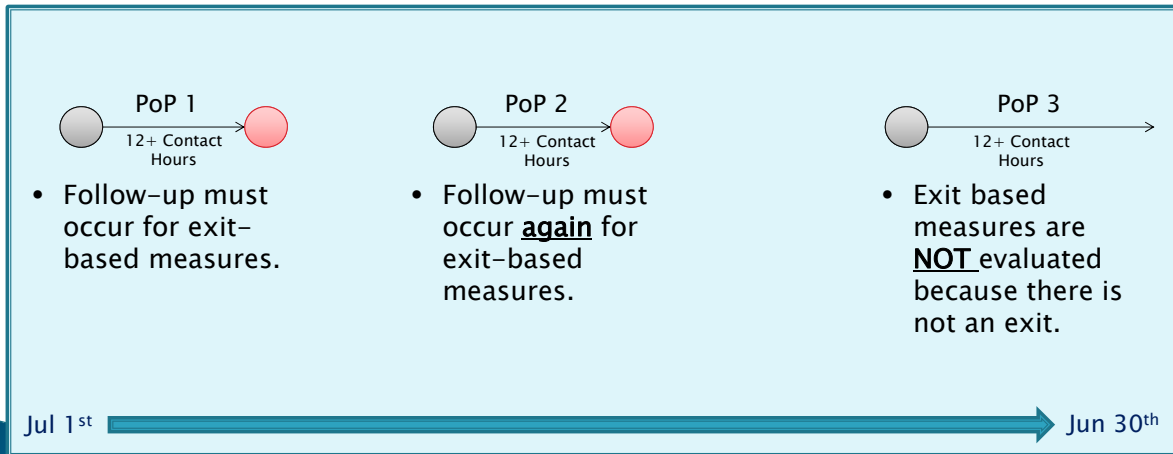 PoP 1
12+ Contact
Hours
• Follow-up must
occur for exit-
based measures.
PoP 2
12+ Contact
Hours
• Follow-up must
occur again for
exit-based
measures.
PoP 3
12+ Contact
Hours
• Exit based
measures are
NOT evaluated
because there is
not an exit.
Jul 1st
Jun 30th